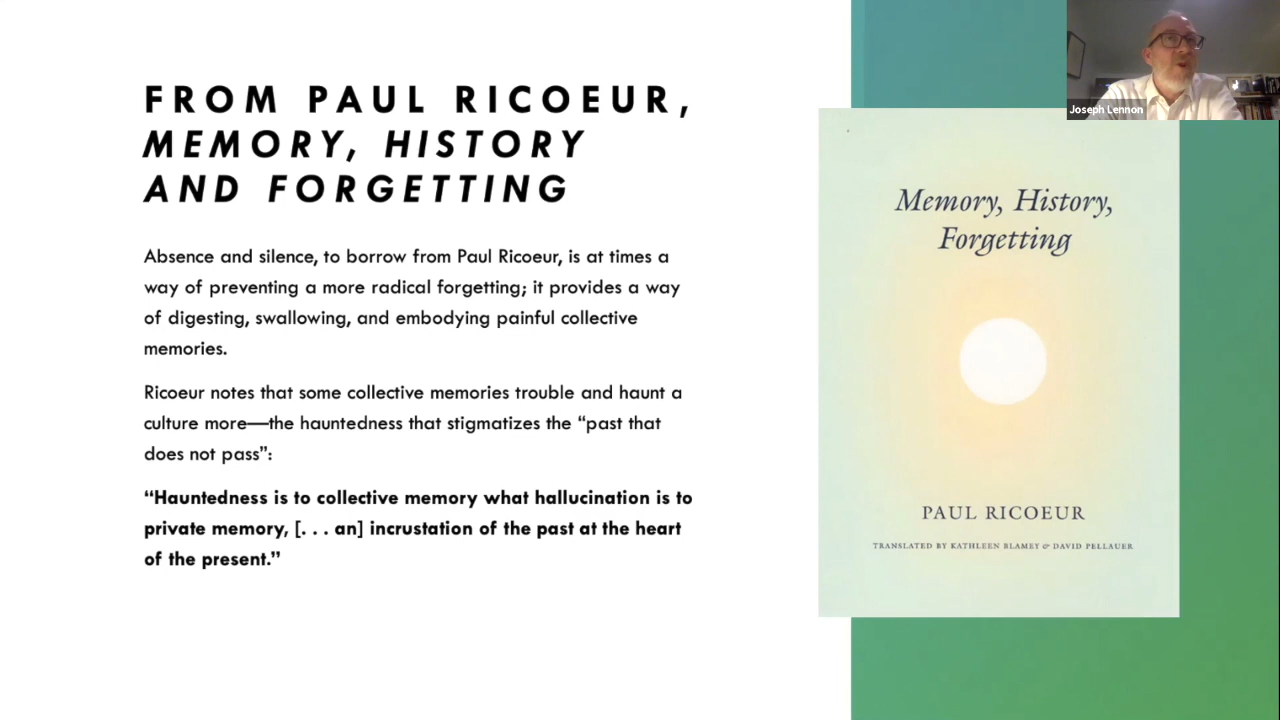 FROM PAUL RICOEUR,
MEMORY, HISTORY
AND FORGETTING
Absence and silence, to borrow from Paul Ricoeur, is at times a
way of preventing a more radical forgetting; it provides a way
of digesting, swallowing, and embodying painful collective
memories.
Ricoeur notes that some collective memories trouble and haunt a
culture more—the hauntedness that stigmatizes the “past that
does not pass”:
“Hauntedness is to collective memory what hallucination is to
private memory, [. . . an] incrustation of the past at the heart
of the present.”
Joseph Lennon
Memory, History,
Forgetting
PAUL RICOEUR
TRANSLATED BY KATHLEEN BLAMEY & DAVID PELLAUER